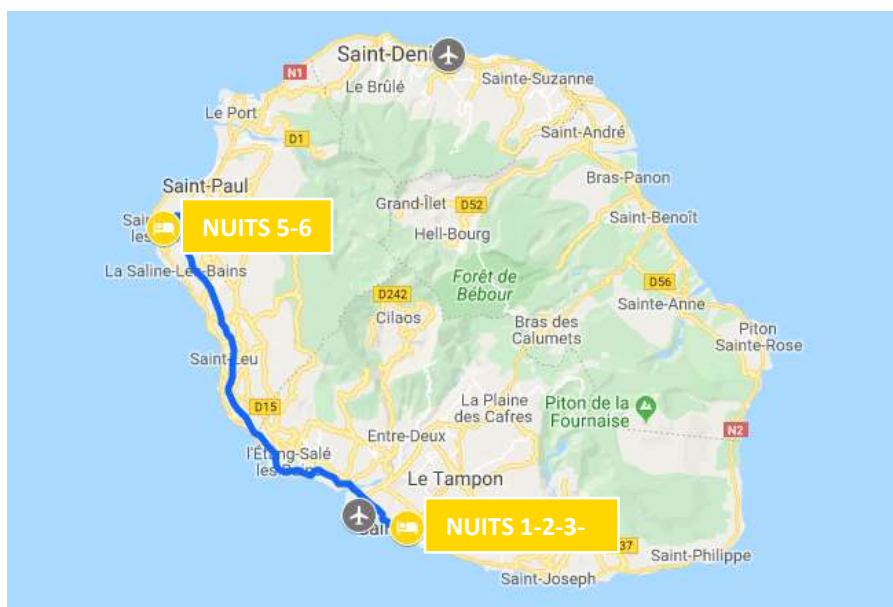 Saint-Deni
Sainte-Suzanne
N1
Le Brûlé
Le Port
Saint-André
D1
Bras-Panon
Saint-Paul
Grand-Îlet
D52
Saint-Benoît
NUITS 5-6
Hell-Bourg
La Saline-Les-Bains
Forêt de
Bébour
D56
Sainte-Anne
D242
Cilaos
Bras des
Calumets
Piton
Sainte-Rose
Saint-Leu
D15
La Plaine
des Cafres
Piton de la
Fournaise
N2
Entre-Deux
l'Étang-Salé
Le Tampon
NUITS 1-2-3-
37
Saint-Philippe
Saint-Joseph